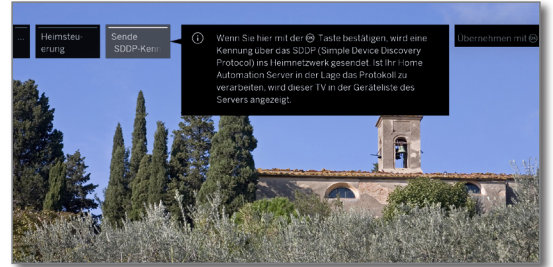 ...
Heimsteu-
erung
Sende
SDDP-Kenn
Wenn Sie hier mit der OK Taste bestätigen, wird eine
Kennung über das SDDP (Simple Device Discovery
Protocol) ins Heimnetzwerk gesendet. Ist Ihr Home
Automation Server in der Lage das Protokoll zu
verarbeiten, wird dieser TV in der Geräteliste des
Servers angezeigt.
Übernehmen mit OK